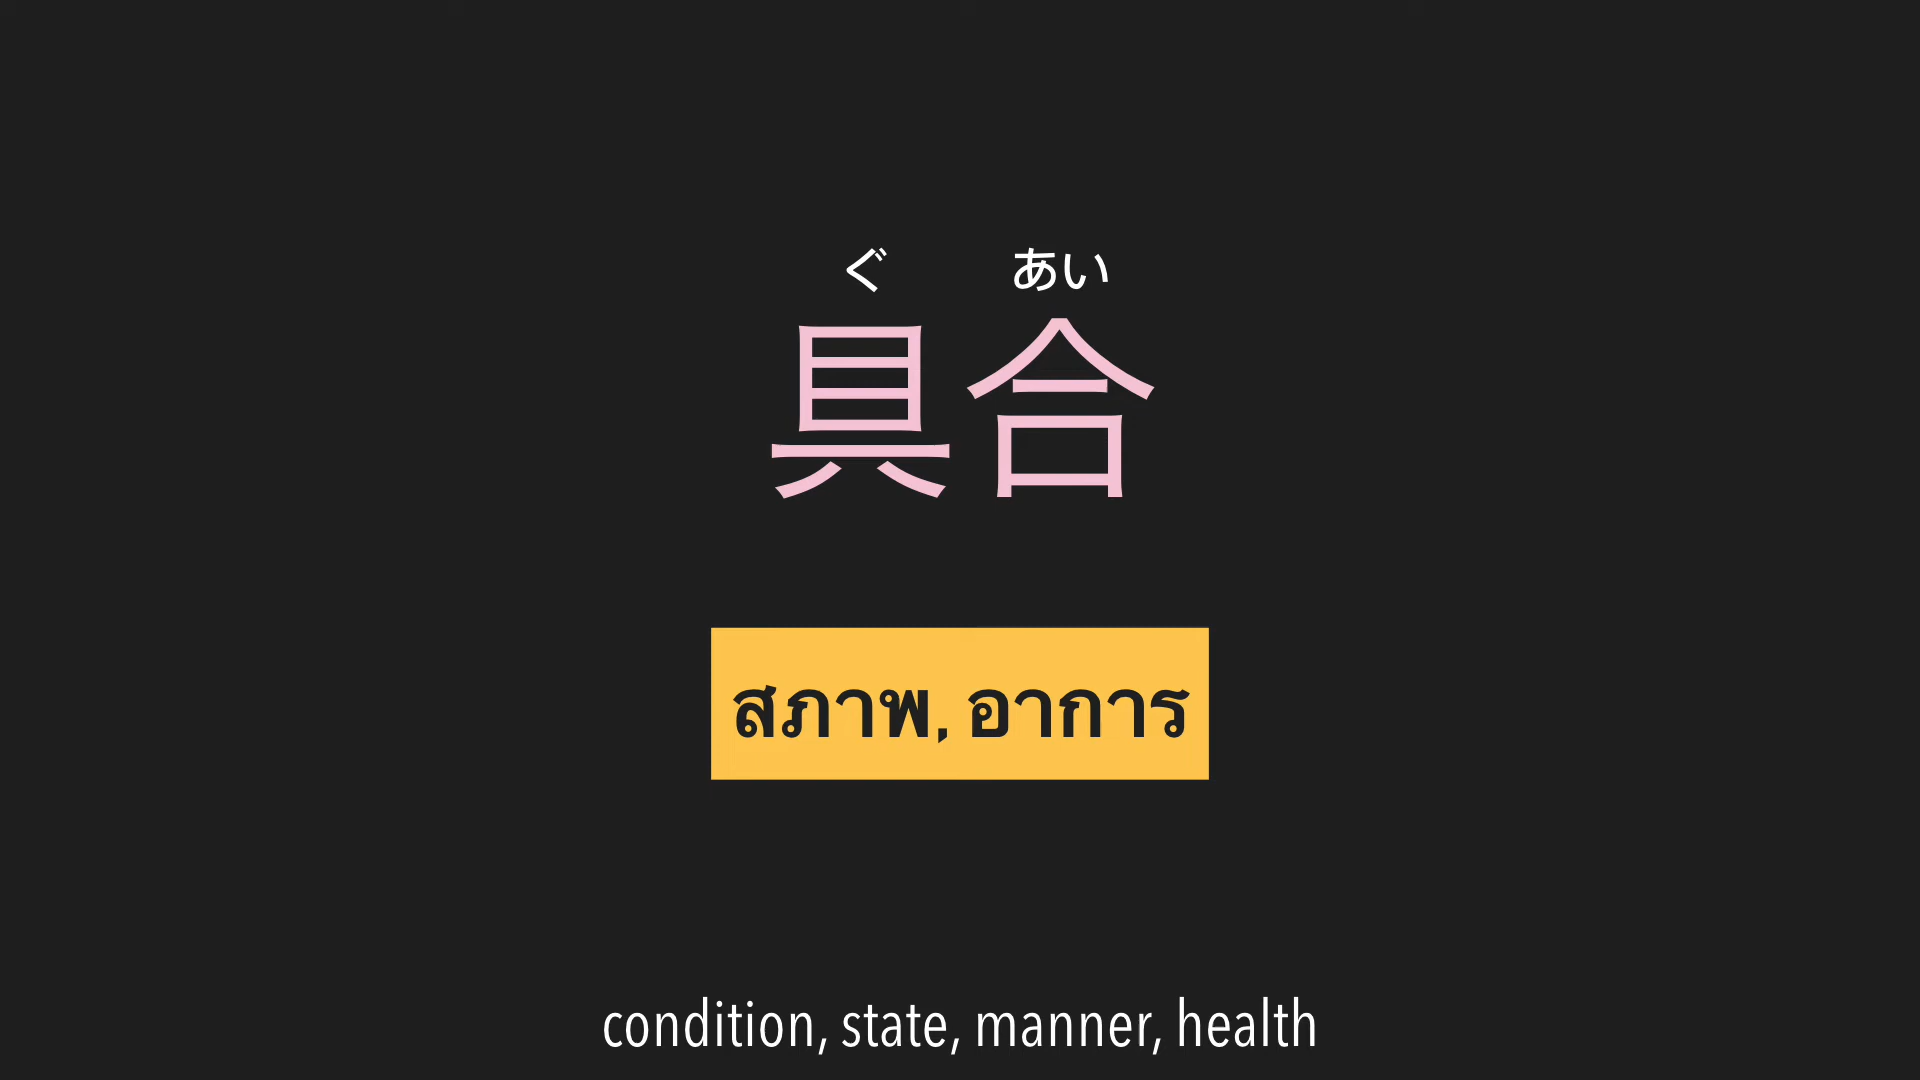 ぐ あい
具合
สภาพ, อาการ
condition, state, manner, health